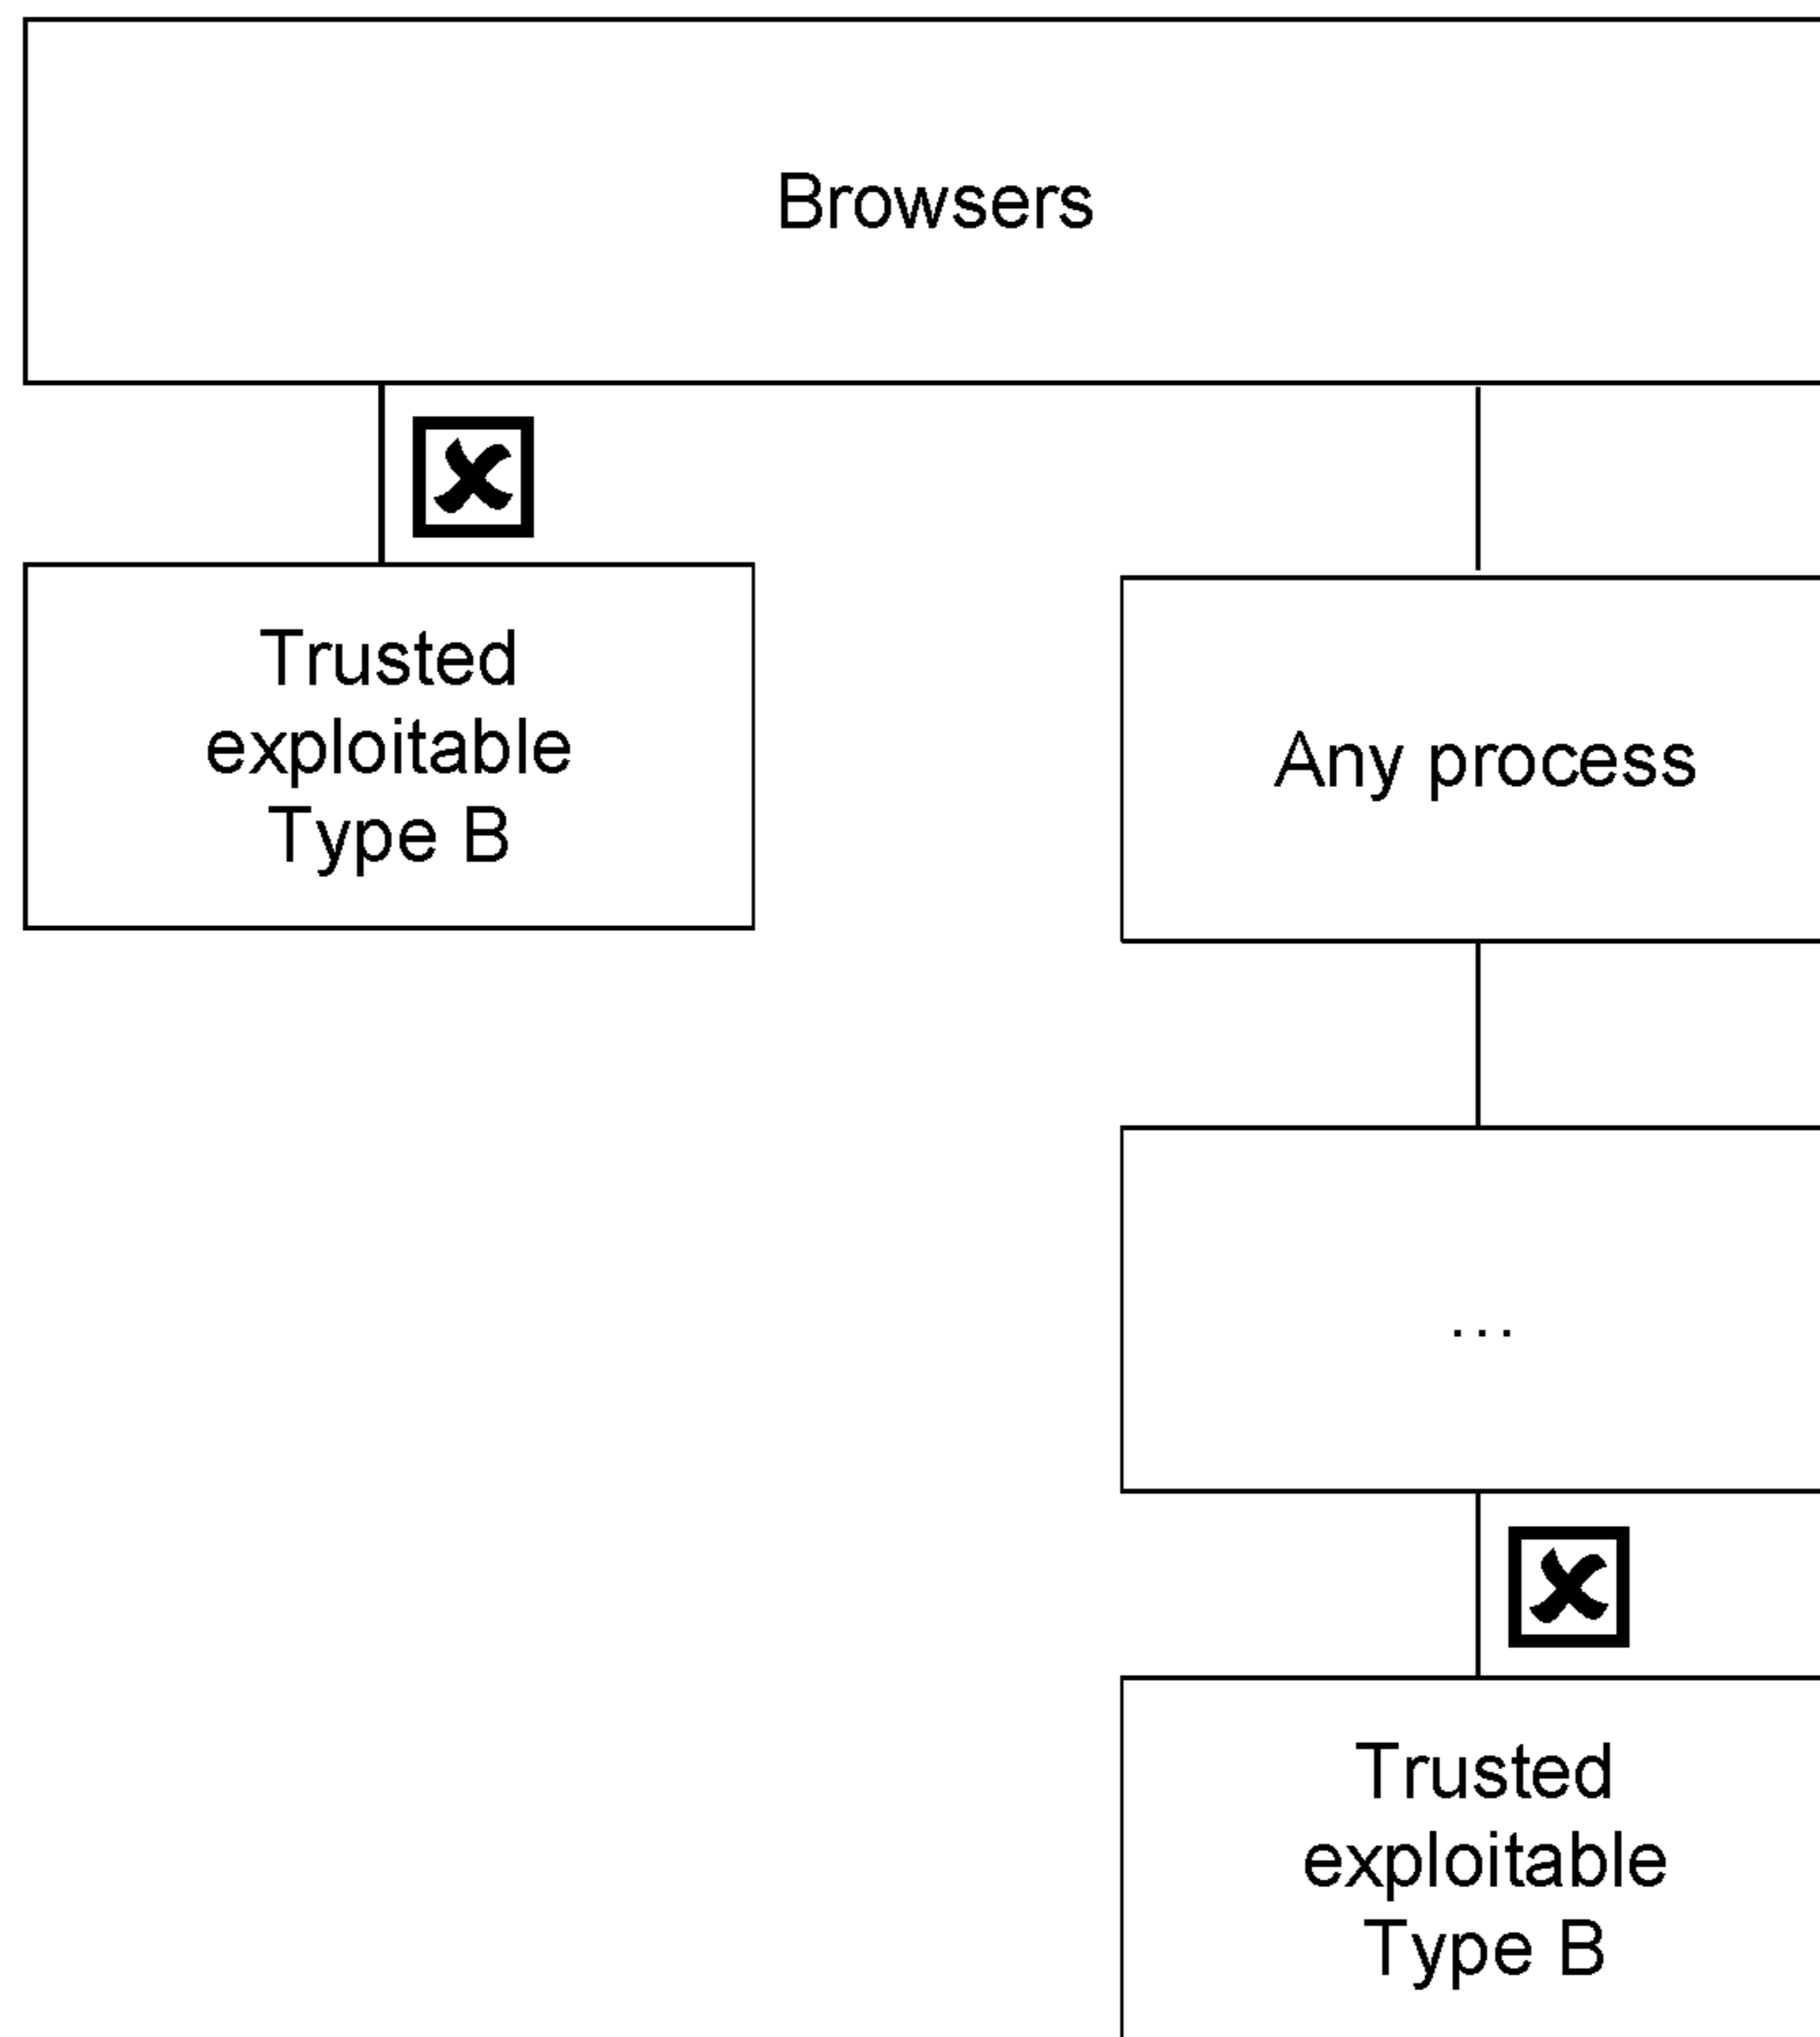 Browsers
Trusted
exploitable
Type B
Any process
...
Trusted
exploitable
Type B